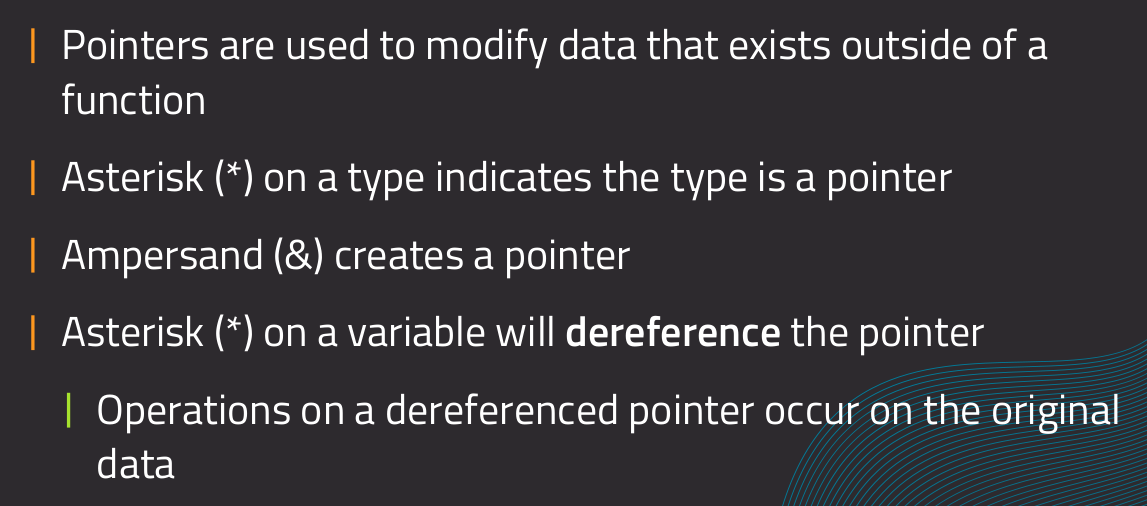 Pointers are used to modify data that exists outside of a
function
Asterisk (*) on a type indicates the type is a pointer
Ampersand (&) creates a pointer
Asterisk (*) on a variable will dereference the pointer
Operations on a dereferenced pointer occur on the original
data